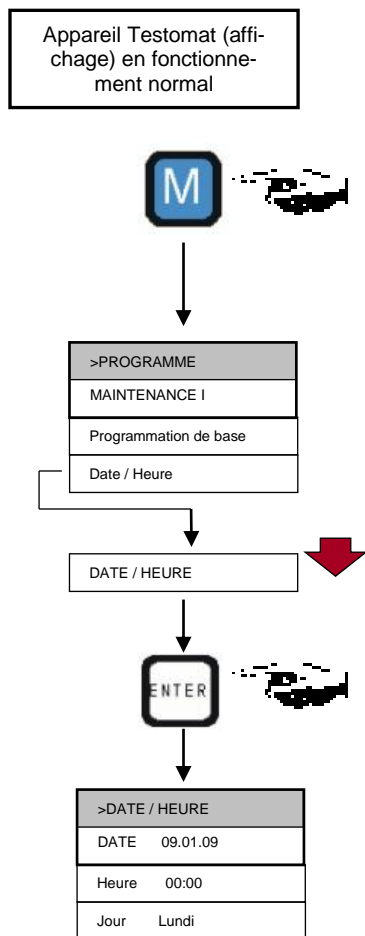 Appareil Testomat (affi-
chage) en fonctionne-
ment normal
M
>PROGRAMME
MAINTENANCE I
Programmation de base
Date / Heure
DATE / HEURE
ENTER
>DATE / HEURE
DATE 09.01.09
Heure 00:00
Jour Lundi